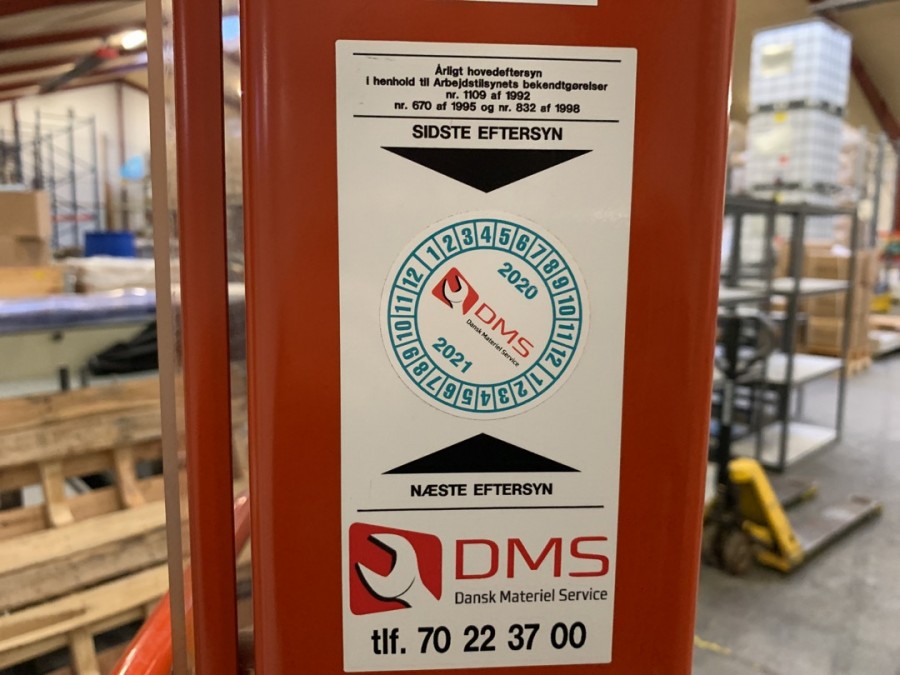 Årligt hovedeftersyn
i henhold til Arbejdstilsynets bekendtgørelser
nr. 1109 af 1992
nr. 670 af 1995 og nr. 832 af 1998
SIDSTE EFTERSYN
1 2 3 4 5 6 7 8 9 10 11 12
2020
DMS
Dansk Materiel Service
2021
1 2 3 4 5 6 7 8 9 10 11 12
NÆSTE EFTERSYN
DMS
Dansk Materiel Service
tlf. 70 22 37 00